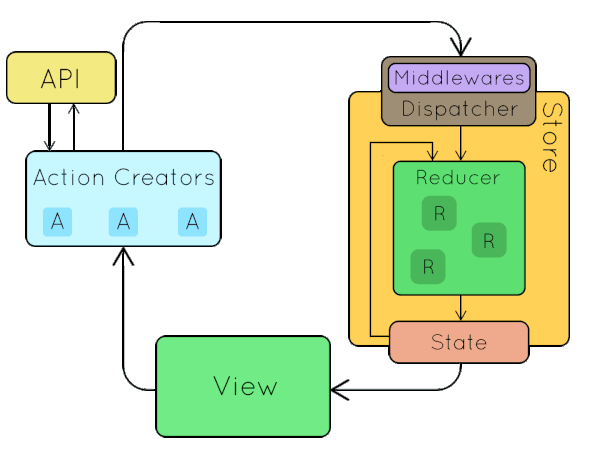 API
Middlewares
Dispatcher
Store
Action Creators
A
A
A
Reducer
R
R
R
State
View